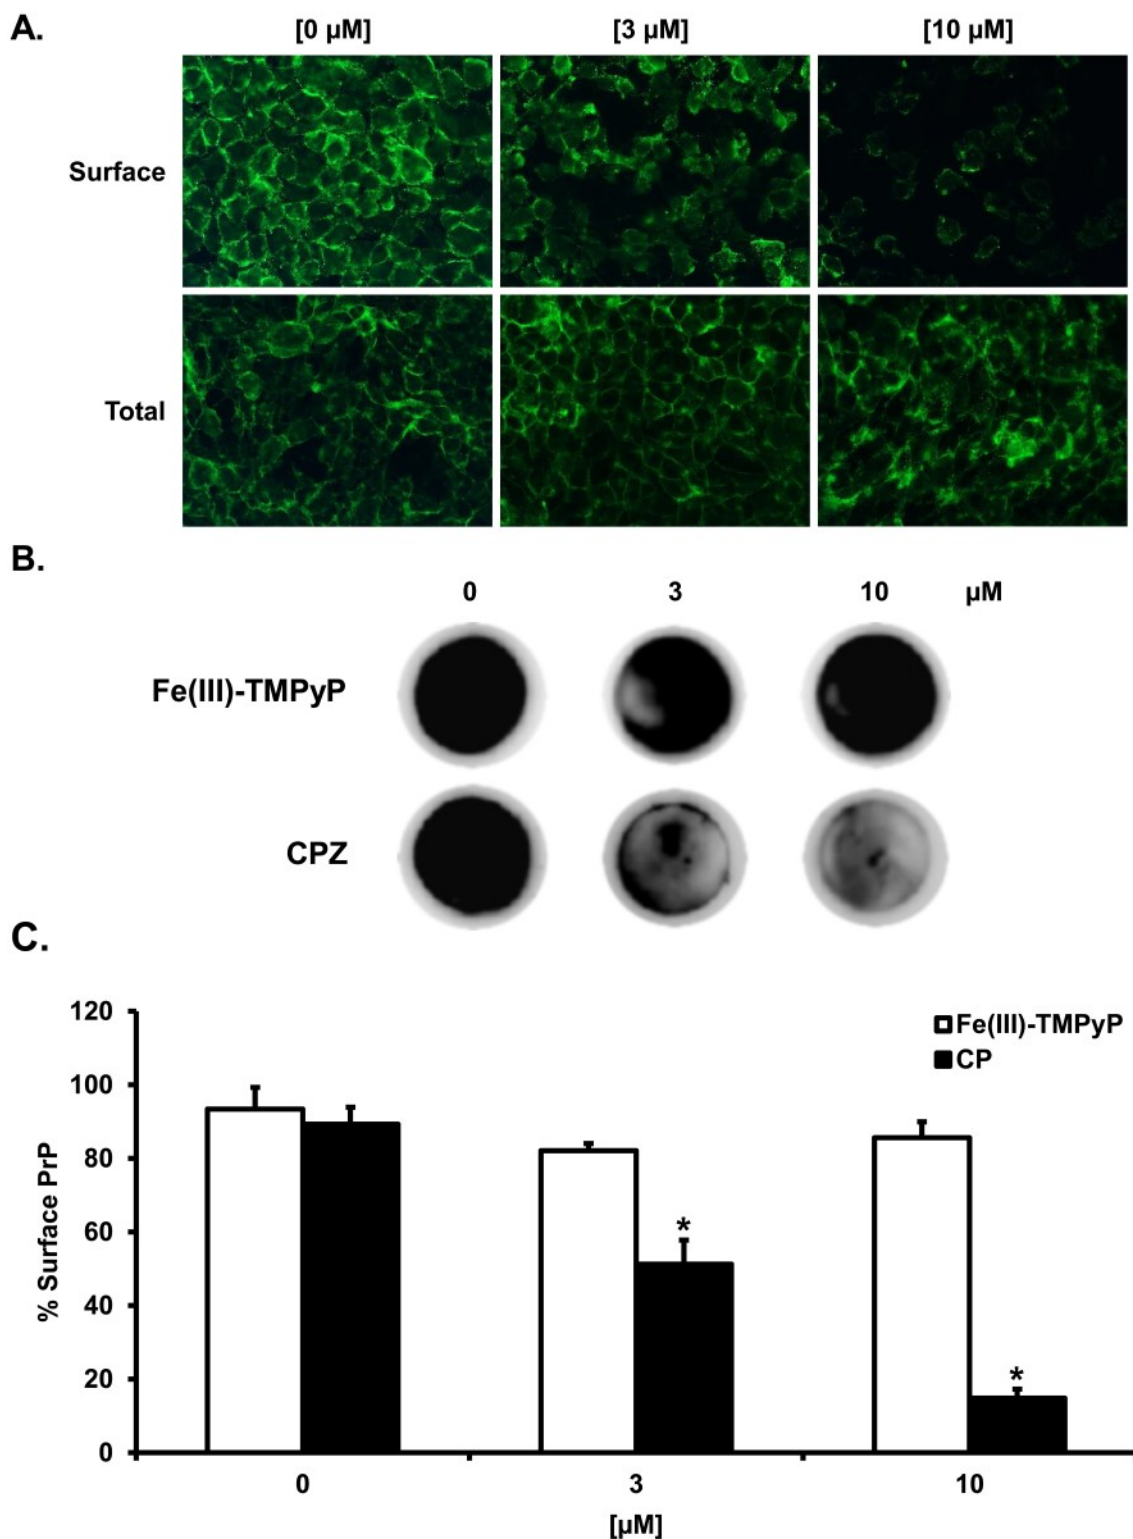 A.
[0 µM] [3 µM] [10 µM]
Surface
Total
B.
0 3 10 µM
Fe(III)-TMPyP
CPZ
C.
120
100
80
60
40
20
0
% Surface PrP
Fe(III)-TMPyP
CP
*
*
0 3 10
[µM]